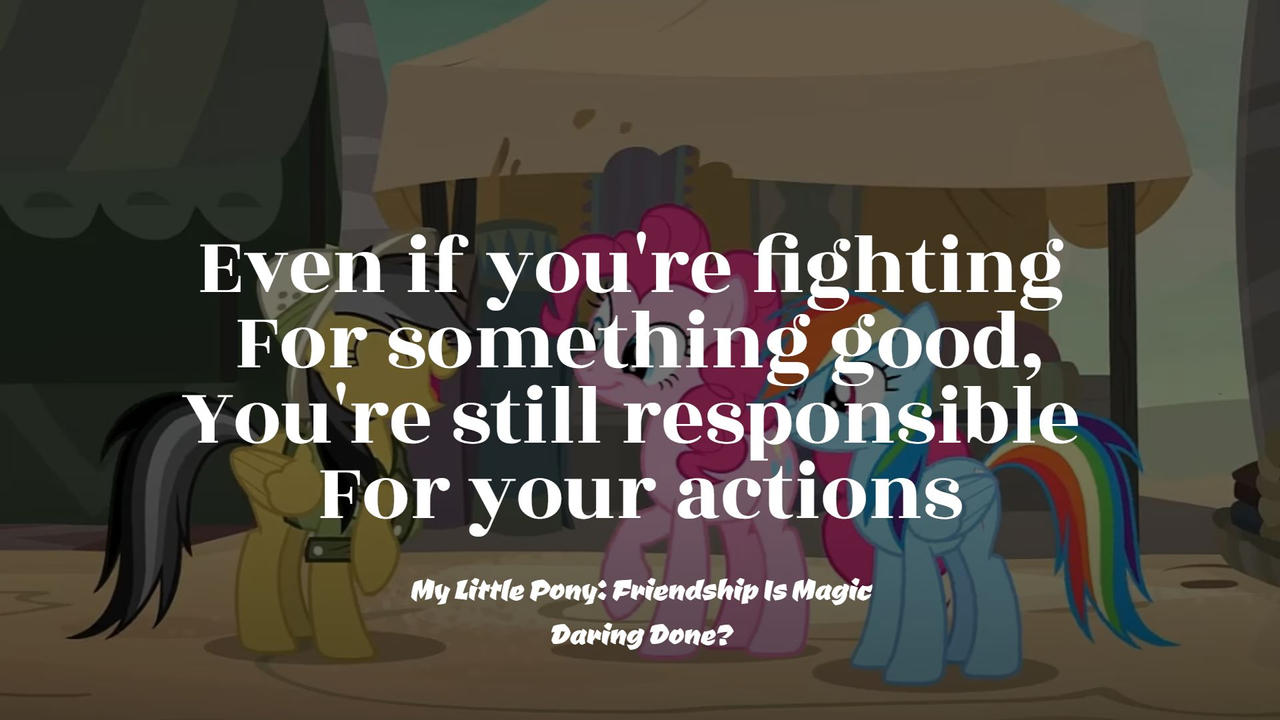 Even if you're fighting
For something good,
You're still responsible
For your actions
My Little Pony: Friendship Is Magic
Daring Done?